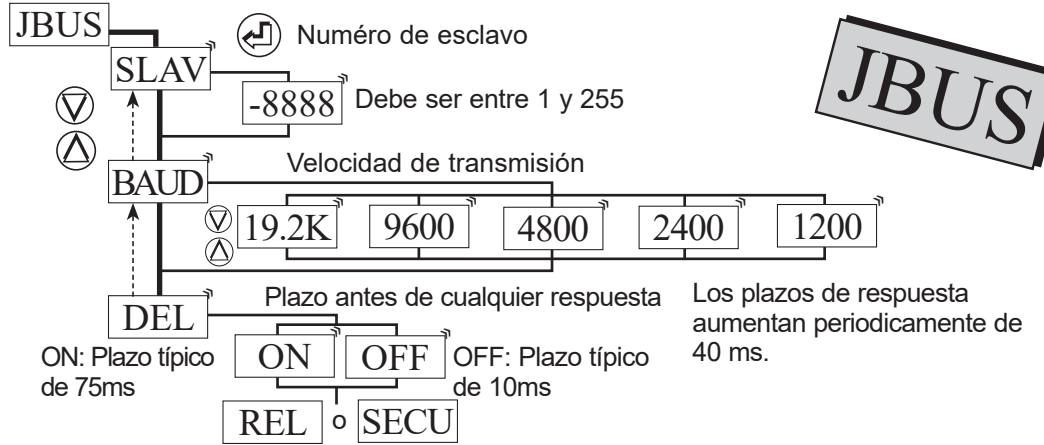 JBUS
Numéro de esclavo
JBUS
SLAV
-8888 Debe ser entre 1 y 255
Velocidad de transmisión
BAUD
19.2K 9600 4800 2400 1200
Plazo antes de cualquier respuesta
Los plazos de respuesta
aumentan periodicamente de
40 ms.
DEL
ON: Plazo típico
de 75ms
ON OFF
OFF: Plazo típico
de 10ms
REL o SECU